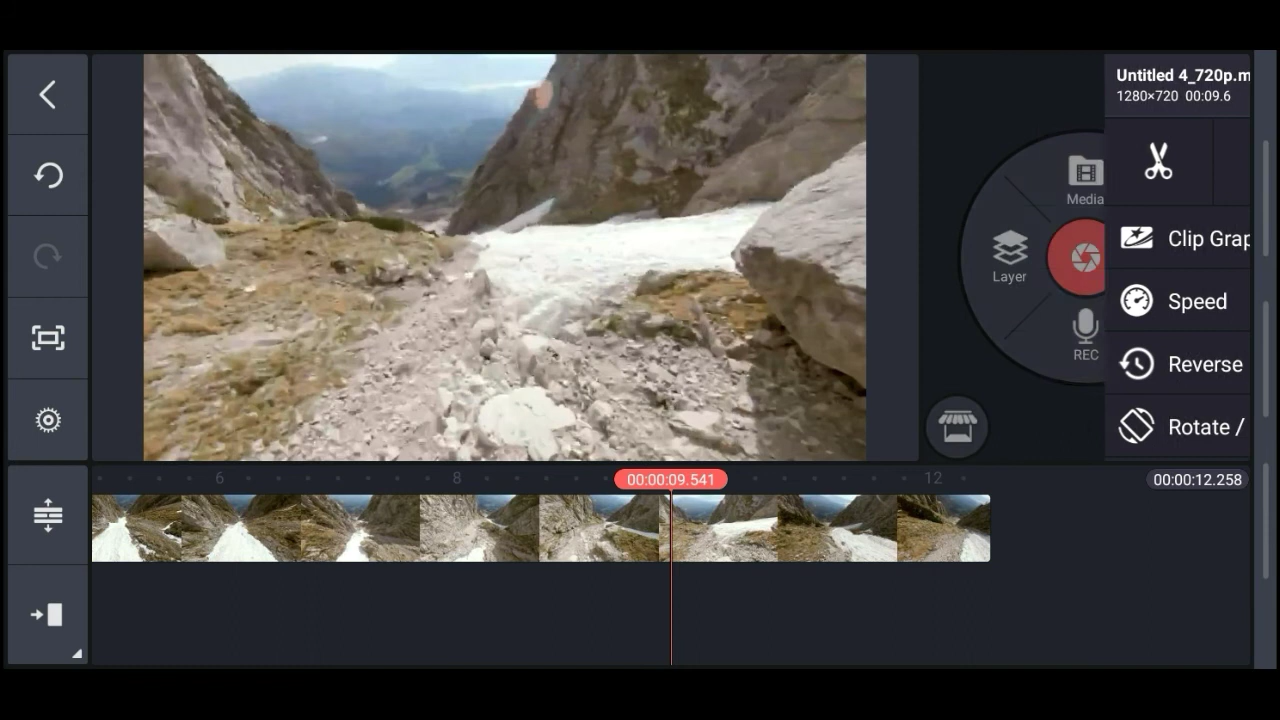 Untitled 4_720p.m
1280×720 00:09.6
Media
Layer
REC
Clip Grap
Speed
Reverse
Rotate /
6
8
00:00:09.541
12
00:00:12.258